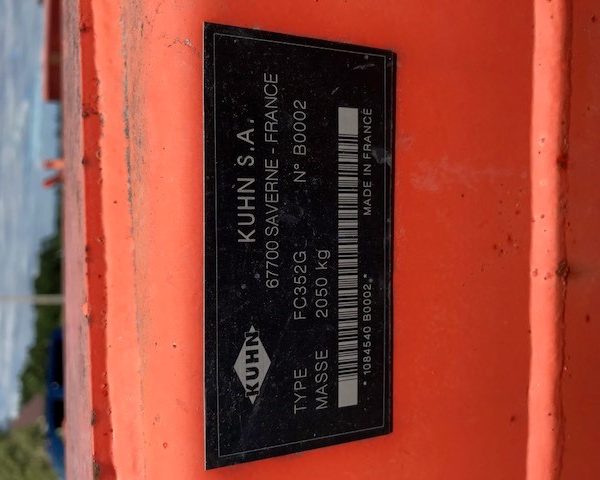 KUHN
KUHN S.A.
67700 SAVERNE - FRANCE
TYPE FC352G N° B0002
MASSE 2050 kg
* 1084540 B0002 * MADE IN FRANCE